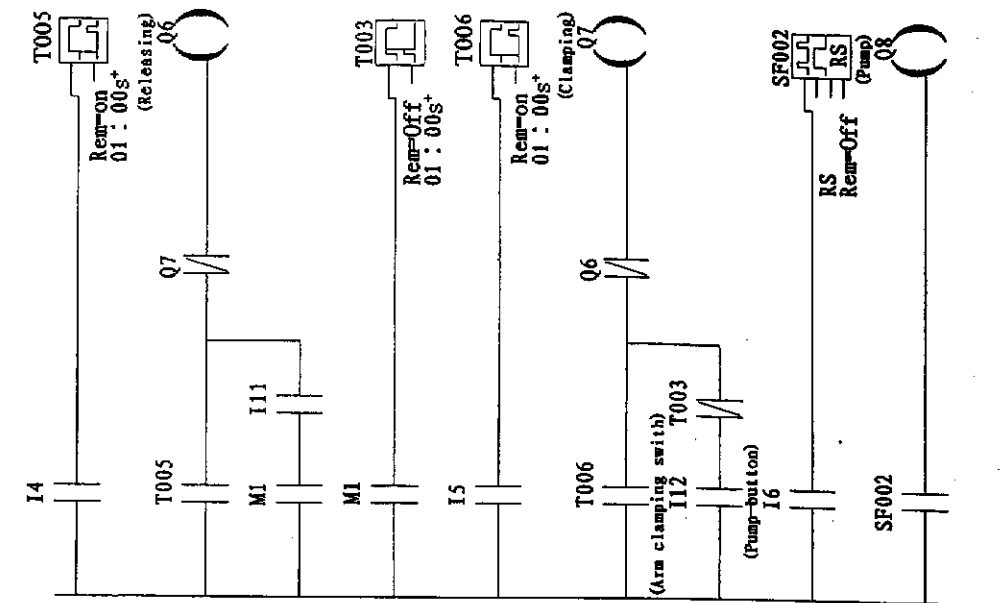 I4
T005
Rem=on
01:00s+
T005
Q7
Q6
(Releasing)
M1
I11
M1
T003
Rem=Off
01:00s+
I5
T006
Rem=on
01:00s+
T006
Q6
Q7
(Clamping)
(Arm clamping swith)
I12
T003
(Pump button)
I6
SF002
RS
RS
Rem=Off
SF002
(Pump)
Q8